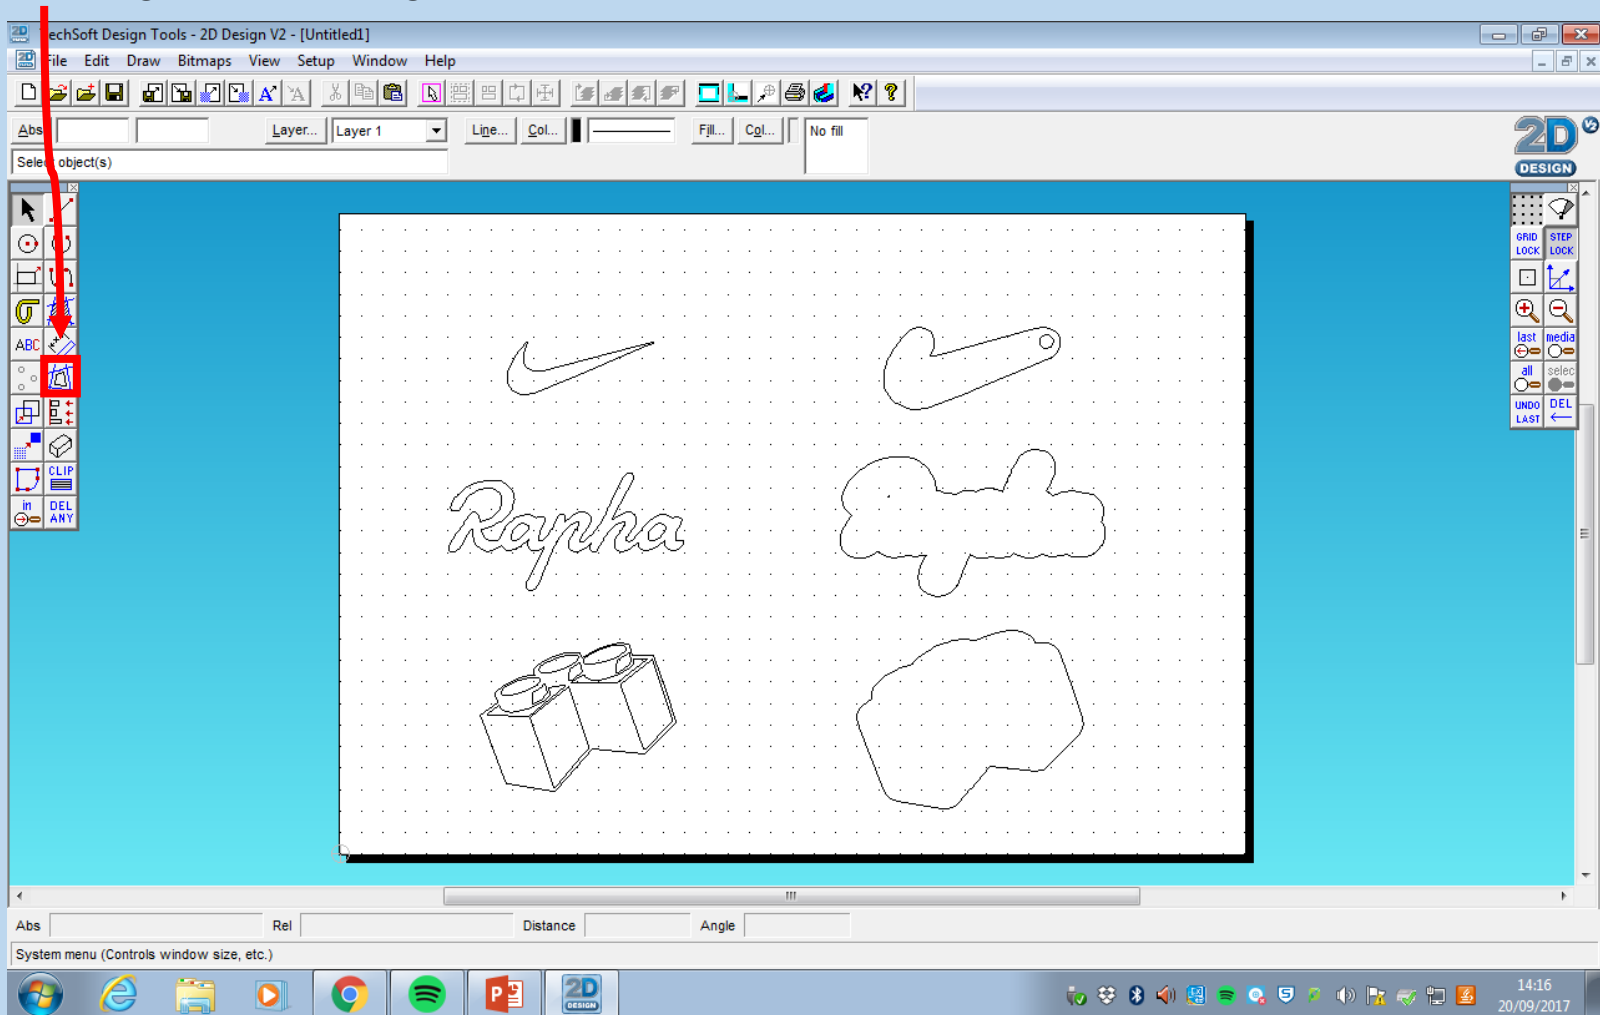 TechSoft Design Tools - 2D Design V2 - [Untitled1]
File Edit Draw Bitmaps View Setup Window Help
Abs Layer... Layer 1 Line... Col... Fill... Col... No fill
Select object(s)
2D V2
DESIGN
GRID LOCK STEP LOCK
ABC
last media
all selec
UNDO LAST DEL
CLIP
in DEL ANY
Rapha
Abs Rel Distance Angle
System menu (Controls window size, etc.)
2D DESIGN
14:16
20/09/2017